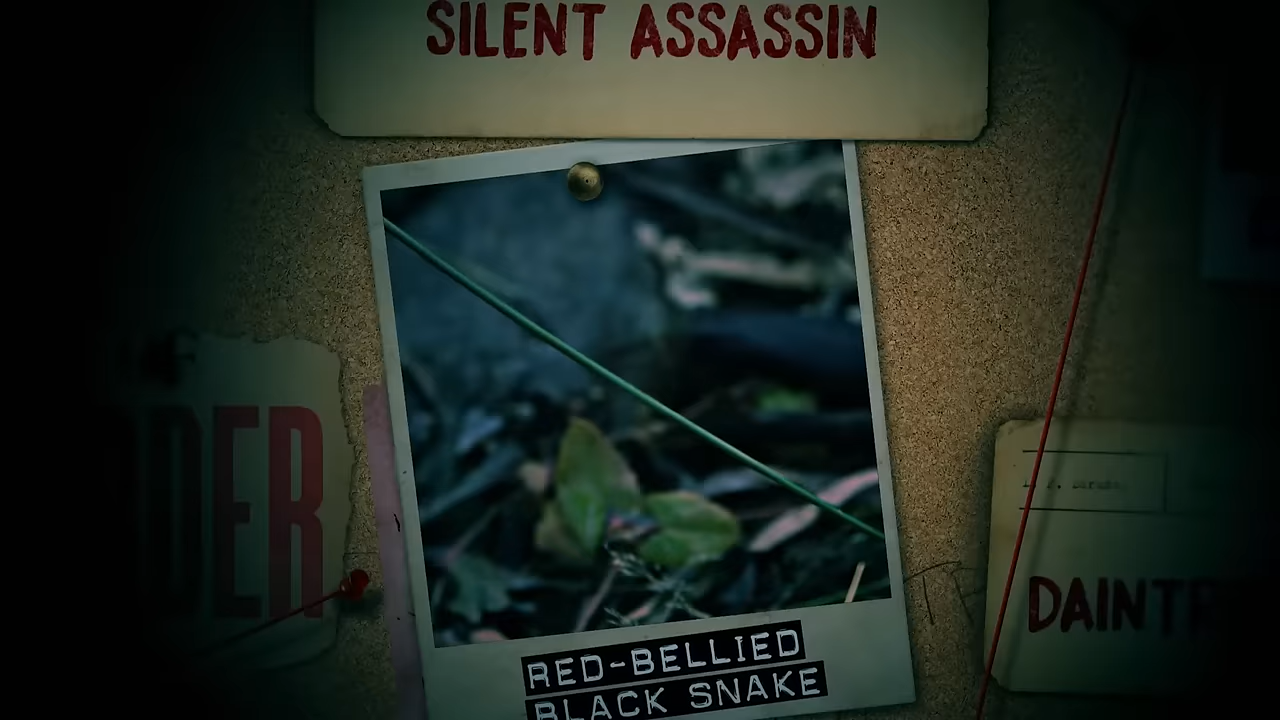 SILENT ASSASSIN
DER
DAINT
RED-BELLIED
BLACK SNAKE